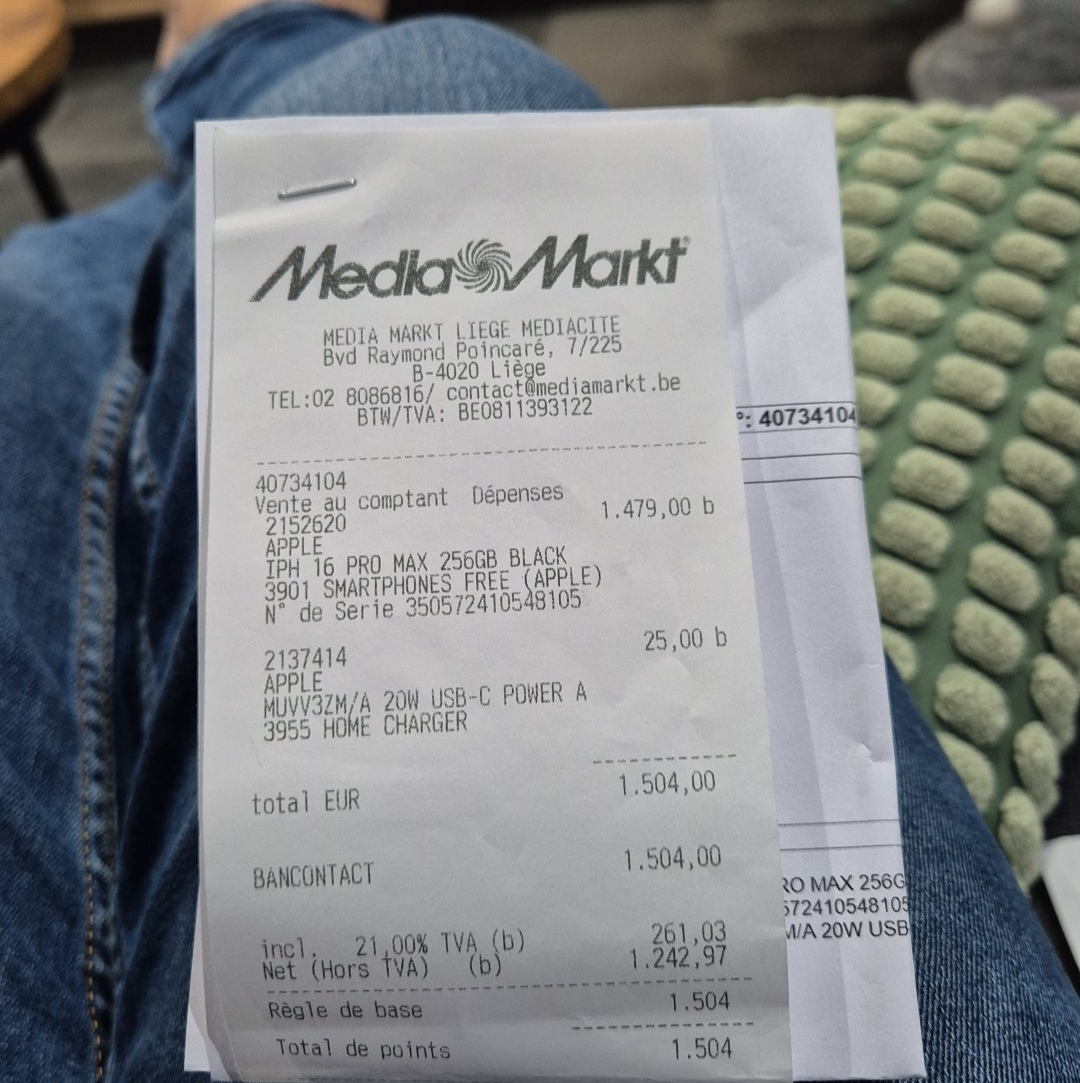 Media Markt
MEDIA MARKT LIEGE MEDIACITE
Bvd Raymond Poincaré, 7/225
B-4020 Liège
TEL:02 8086816/ contact@mediamarkt.be
BTW/TVA: BE0811393122
40734104
Vente au comptant Dépenses
2152620 1.479,00 b
APPLE
IPH 16 PRO MAX 256GB BLACK
3901 SMARTPHONES FREE (APPLE)
N° de Serie 350572410548105
2137414 25,00 b
APPLE
MUVV3ZM/A 20W USB-C POWER A
3955 HOME CHARGER
total EUR 1.504,00
BANCONTACT 1.504,00
incl. 21,00% TVA (b) 261,03
Net (Hors TVA) (b) 1.242,97
Règle de base 1.504
Total de points 1.504
°: 40734104
RO MAX 256G
572410548105
M/A 20W USB